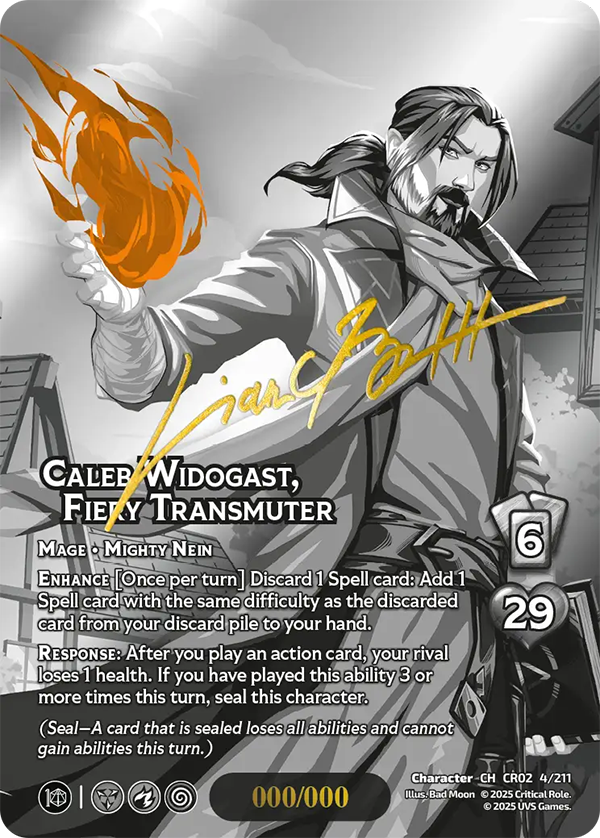 CALEB WIDOGAST,
FIERY TRANSMUTER
MAGE • MIGHTY NEIN
6
ENHANCE [Once per turn] Discard 1 Spell card: Add 1
Spell card with the same difficulty as the discarded
card from your discard pile to your hand.
29
RESPONSE: After you play an action card, your rival
loses 1 health. If you have played this ability 3 or
more times this turn, seal this character.
(Seal—A card that is sealed loses all abilities and cannot
gain abilities this turn.)
Character CH CR02 4/211
Illus. Bad Moon © 2025 Critical Role.
© 2025 UVS Games.
000/000